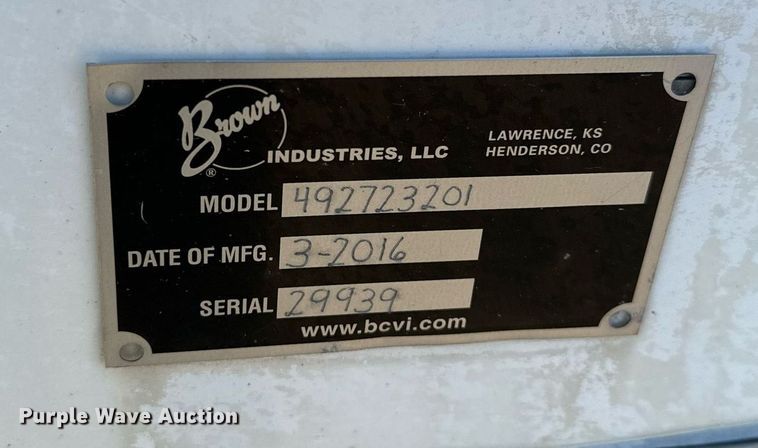 Brown
®
INDUSTRIES, LLC
LAWRENCE, KS
HENDERSON, CO
MODEL 492723201
DATE OF MFG. 3-2016
SERIAL 29939
www.bcvi.com
Purple Wave Auction